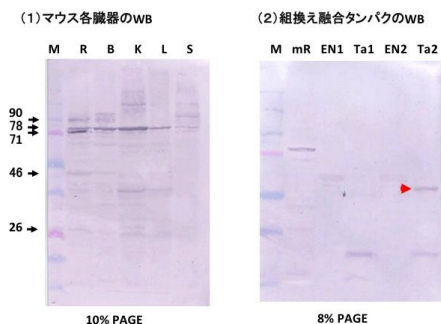 (1)マウス各臓器のWB
(2)組換え融合タンパクのWB
M R B K L S
M mR EN1 Ta1 EN2 Ta2
90
78
71
46
26
10% PAGE
8% PAGE